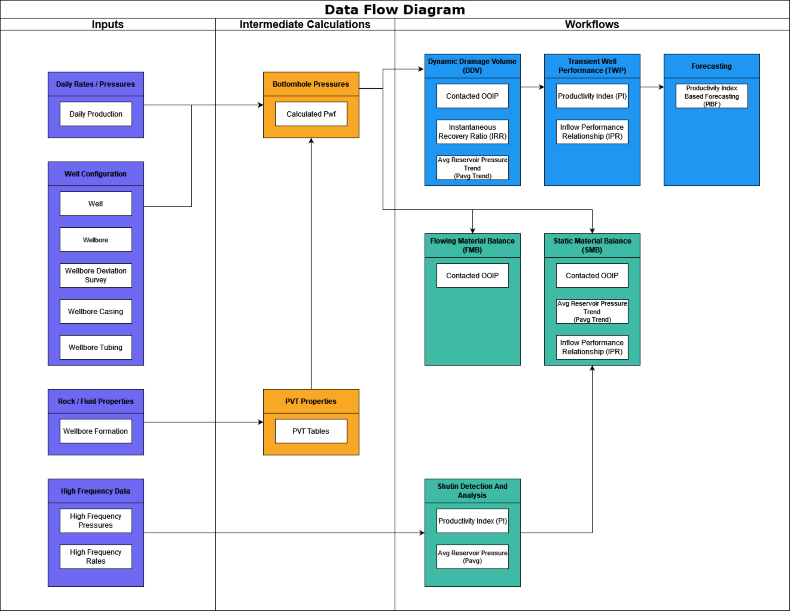 Data Flow Diagram
Inputs
Intermediate Calculations
Workflows
Daily Rates / Pressures
Daily Production
Well Configuration
Well
Wellbore
Wellbore Deviation
Survey
Wellbore Casing
Wellbore Tubing
Rock / Fluid Properties
Wellbore Formation
High Frequency Data
High Frequency
Pressures
High Frequency
Rates
Bottomhole Pressures
Calculated Pwf
PVT Properties
PVT Tables
Dynamic Drainage Volume
(DDV)
Contacted OOIP
Instantaneous
Recovery Ratio (IRR)
Avg Reservoir Pressure
Trend
(Pavg Trend)
Transient Well
Performance (TWP)
Productivity Index (PI)
Inflow Performance
Relationship (IPR)
Forecasting
Productivity Index
Based Forecasting
(PIBF)
Flowing Material Balance
(FMB)
Contacted OOIP
Static Material Balance
(SMB)
Contacted OOIP
Avg Reservoir Pressure
Trend
(Pavg Trend)
Inflow Performance
Relationship (IPR)
Shutin Detection And
Analysis
Productivity Index (PI)
Avg Reservoir Pressure
(Pavg)